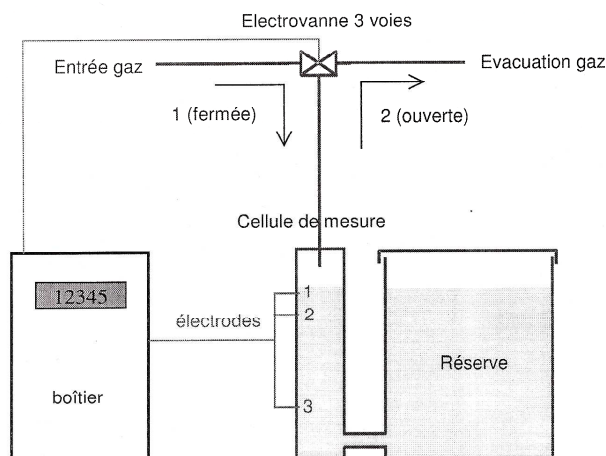 Electrovanne 3 voies
Entrée gaz
Evacuation gaz
1 (fermée)
2 (ouverte)
Cellule de mesure
12345
1
électrodes
2
Réserve
boîtier
3